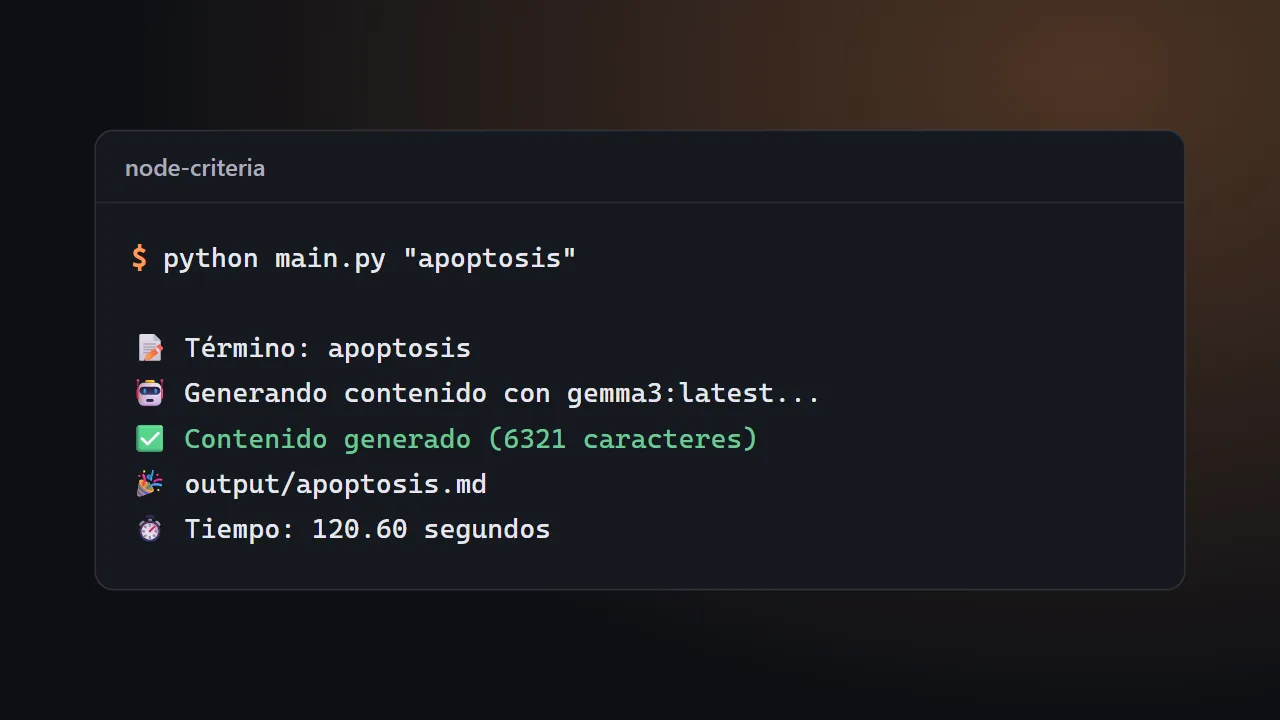 node-criteria
$ python main.py "apoptosis"
📝 Término: apoptosis
🤖 Generando contenido con gemma3:latest...
✅ Contenido generado (6321 caracteres)
🎉 output/apoptosis.md
⏱️ Tiempo: 120.60 segundos